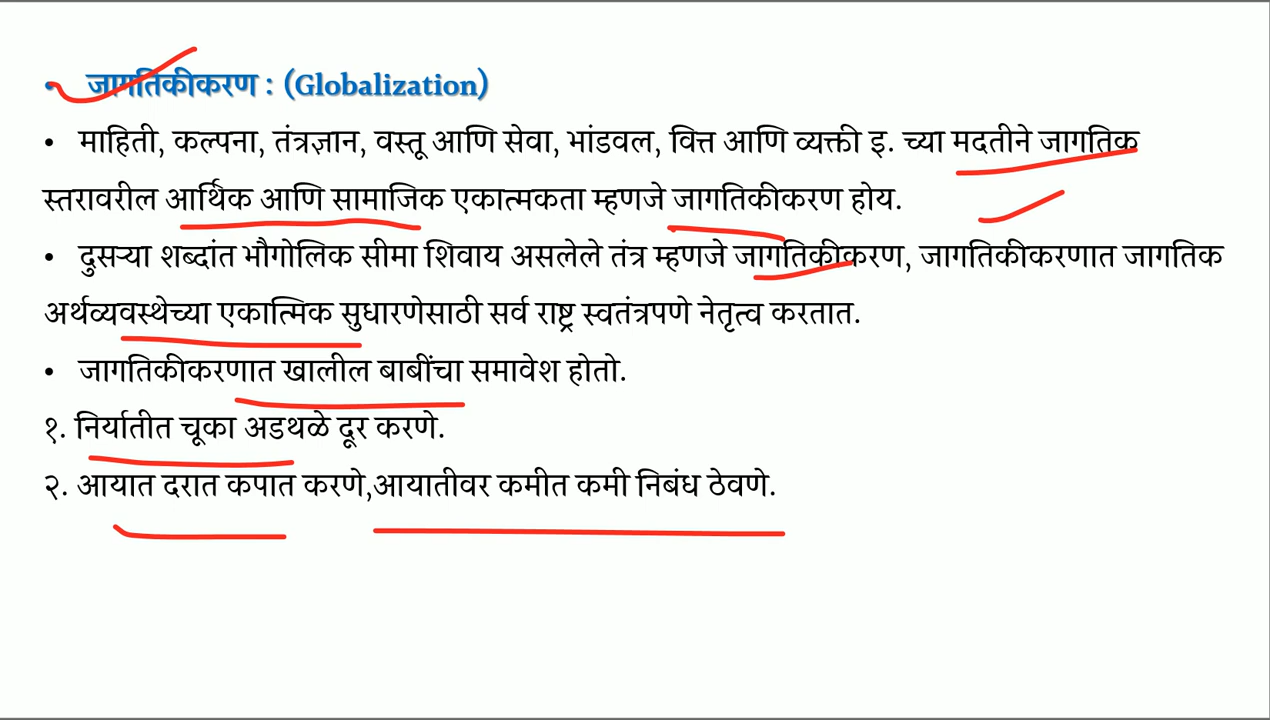 • जागतिकीकरण : (Globalization)
• माहिती, कल्पना, तंत्रज्ञान, वस्तू आणि सेवा, भांडवल, वित्त आणि व्यक्ती इ. च्या मदतीने जागतिक
स्तरावरील आर्थिक आणि सामाजिक एकात्मकता म्हणजे जागतिकीकरण होय.
• दुसऱ्या शब्दांत भौगोलिक सीमा शिवाय असलेले तंत्र म्हणजे जागतिकीकरण, जागतिकीकरणात जागतिक
अर्थव्यवस्थेच्या एकात्मिक सुधारणेसाठी सर्व राष्ट्र स्वतंत्रपणे नेतृत्व करतात.
• जागतिकीकरणात खालील बाबींचा समावेश होतो.
१. निर्यातीत चूका अडथळे दूर करणे.
२. आयात दरात कपात करणे,आयातीवर कमीत कमी निबंध ठेवणे.